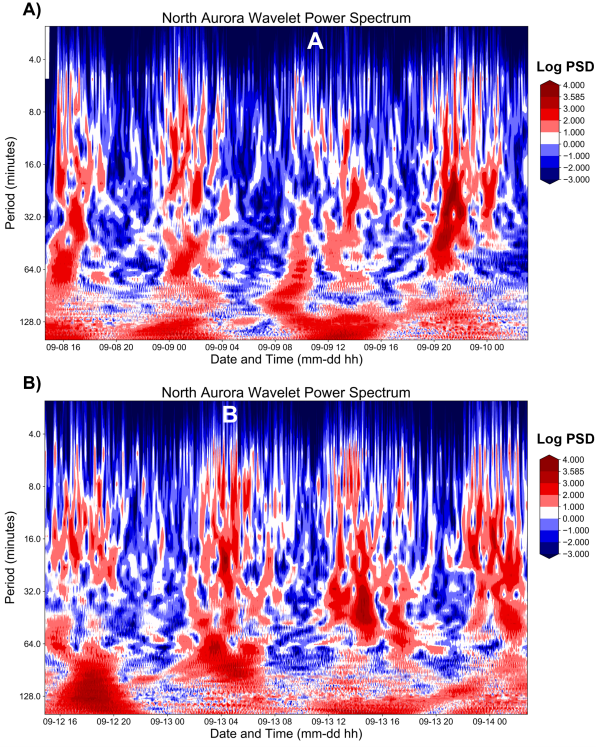 A)
North Aurora Wavelet Power Spectrum
A
4.0
8.0
16.0
32.0
64.0
128.0
Period (minutes)
09-08 16 09-08 20 09-09 00 09-09 04 09-09 08 09-09 12 09-09 16 09-09 20 09-10 00
Date and Time (mm-dd hh)
Log PSD
4.000
3.585
3.000
2.000
1.000
0.000
−1.000
−2.000
−3.000
B)
North Aurora Wavelet Power Spectrum
B
4.0
8.0
16.0
32.0
64.0
128.0
Period (minutes)
09-12 16 09-12 20 09-13 00 09-13 04 09-13 08 09-13 12 09-13 16 09-13 20 09-14 00
Date and Time (mm-dd hh)
Log PSD
4.000
3.585
3.000
2.000
1.000
0.000
−1.000
−2.000
−3.000